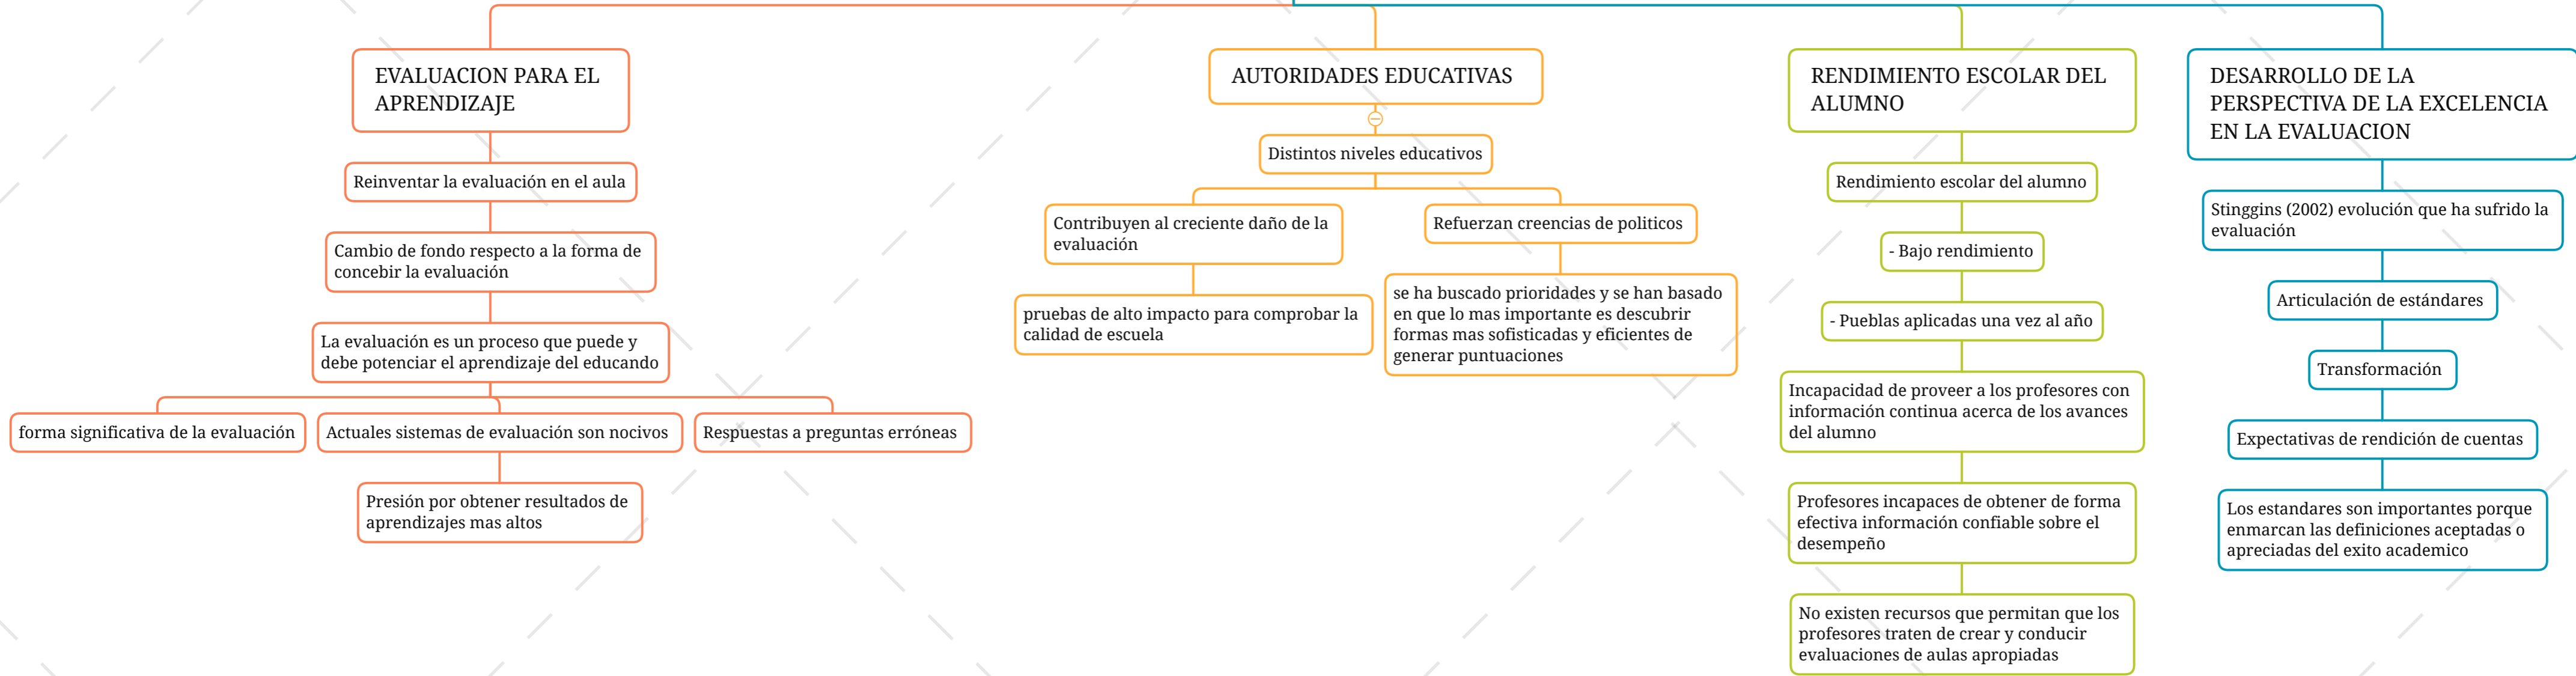 EVALUACION PARA EL
APRENDIZAJE
Reinventar la evaluación en el aula
Cambio de fondo respecto a la forma de
concebir la evaluación
La evaluación es un proceso que puede y
debe potenciar el aprendizaje del educando
forma significativa de la evaluación
Actuales sistemas de evaluación son nocivos
Respuestas a preguntas erróneas
Presión por obtener resultados de
aprendizajes mas altos
AUTORIDADES EDUCATIVAS
Distintos niveles educativos
Contribuyen al creciente daño de la
evaluación
pruebas de alto impacto para comprobar la
calidad de escuela
Refuerzan creencias de politicos
se ha buscado prioridades y se han basado
en que lo mas importante es descubrir
formas mas sofisticadas y eficientes de
generar puntuaciones
RENDIMIENTO ESCOLAR DEL
ALUMNO
Rendimiento escolar del alumno
- Bajo rendimiento
- Pueblas aplicadas una vez al año
Incapacidad de proveer a los profesores con
información continua acerca de los avances
del alumno
Profesores incapaces de obtener de forma
efectiva información confiable sobre el
desempeño
No existen recursos que permitan que los
profesores traten de crear y conducir
evaluaciones de aulas apropiadas
DESARROLLO DE LA
PERSPECTIVA DE LA EXCELENCIA
EN LA EVALUACION
Stinggins (2002) evolución que ha sufrido la
evaluación
Articulación de estándares
Transformación
Expectativas de rendición de cuentas
Los estandares son importantes porque
enmarcan las definiciones aceptadas o
apreciadas del exito academico